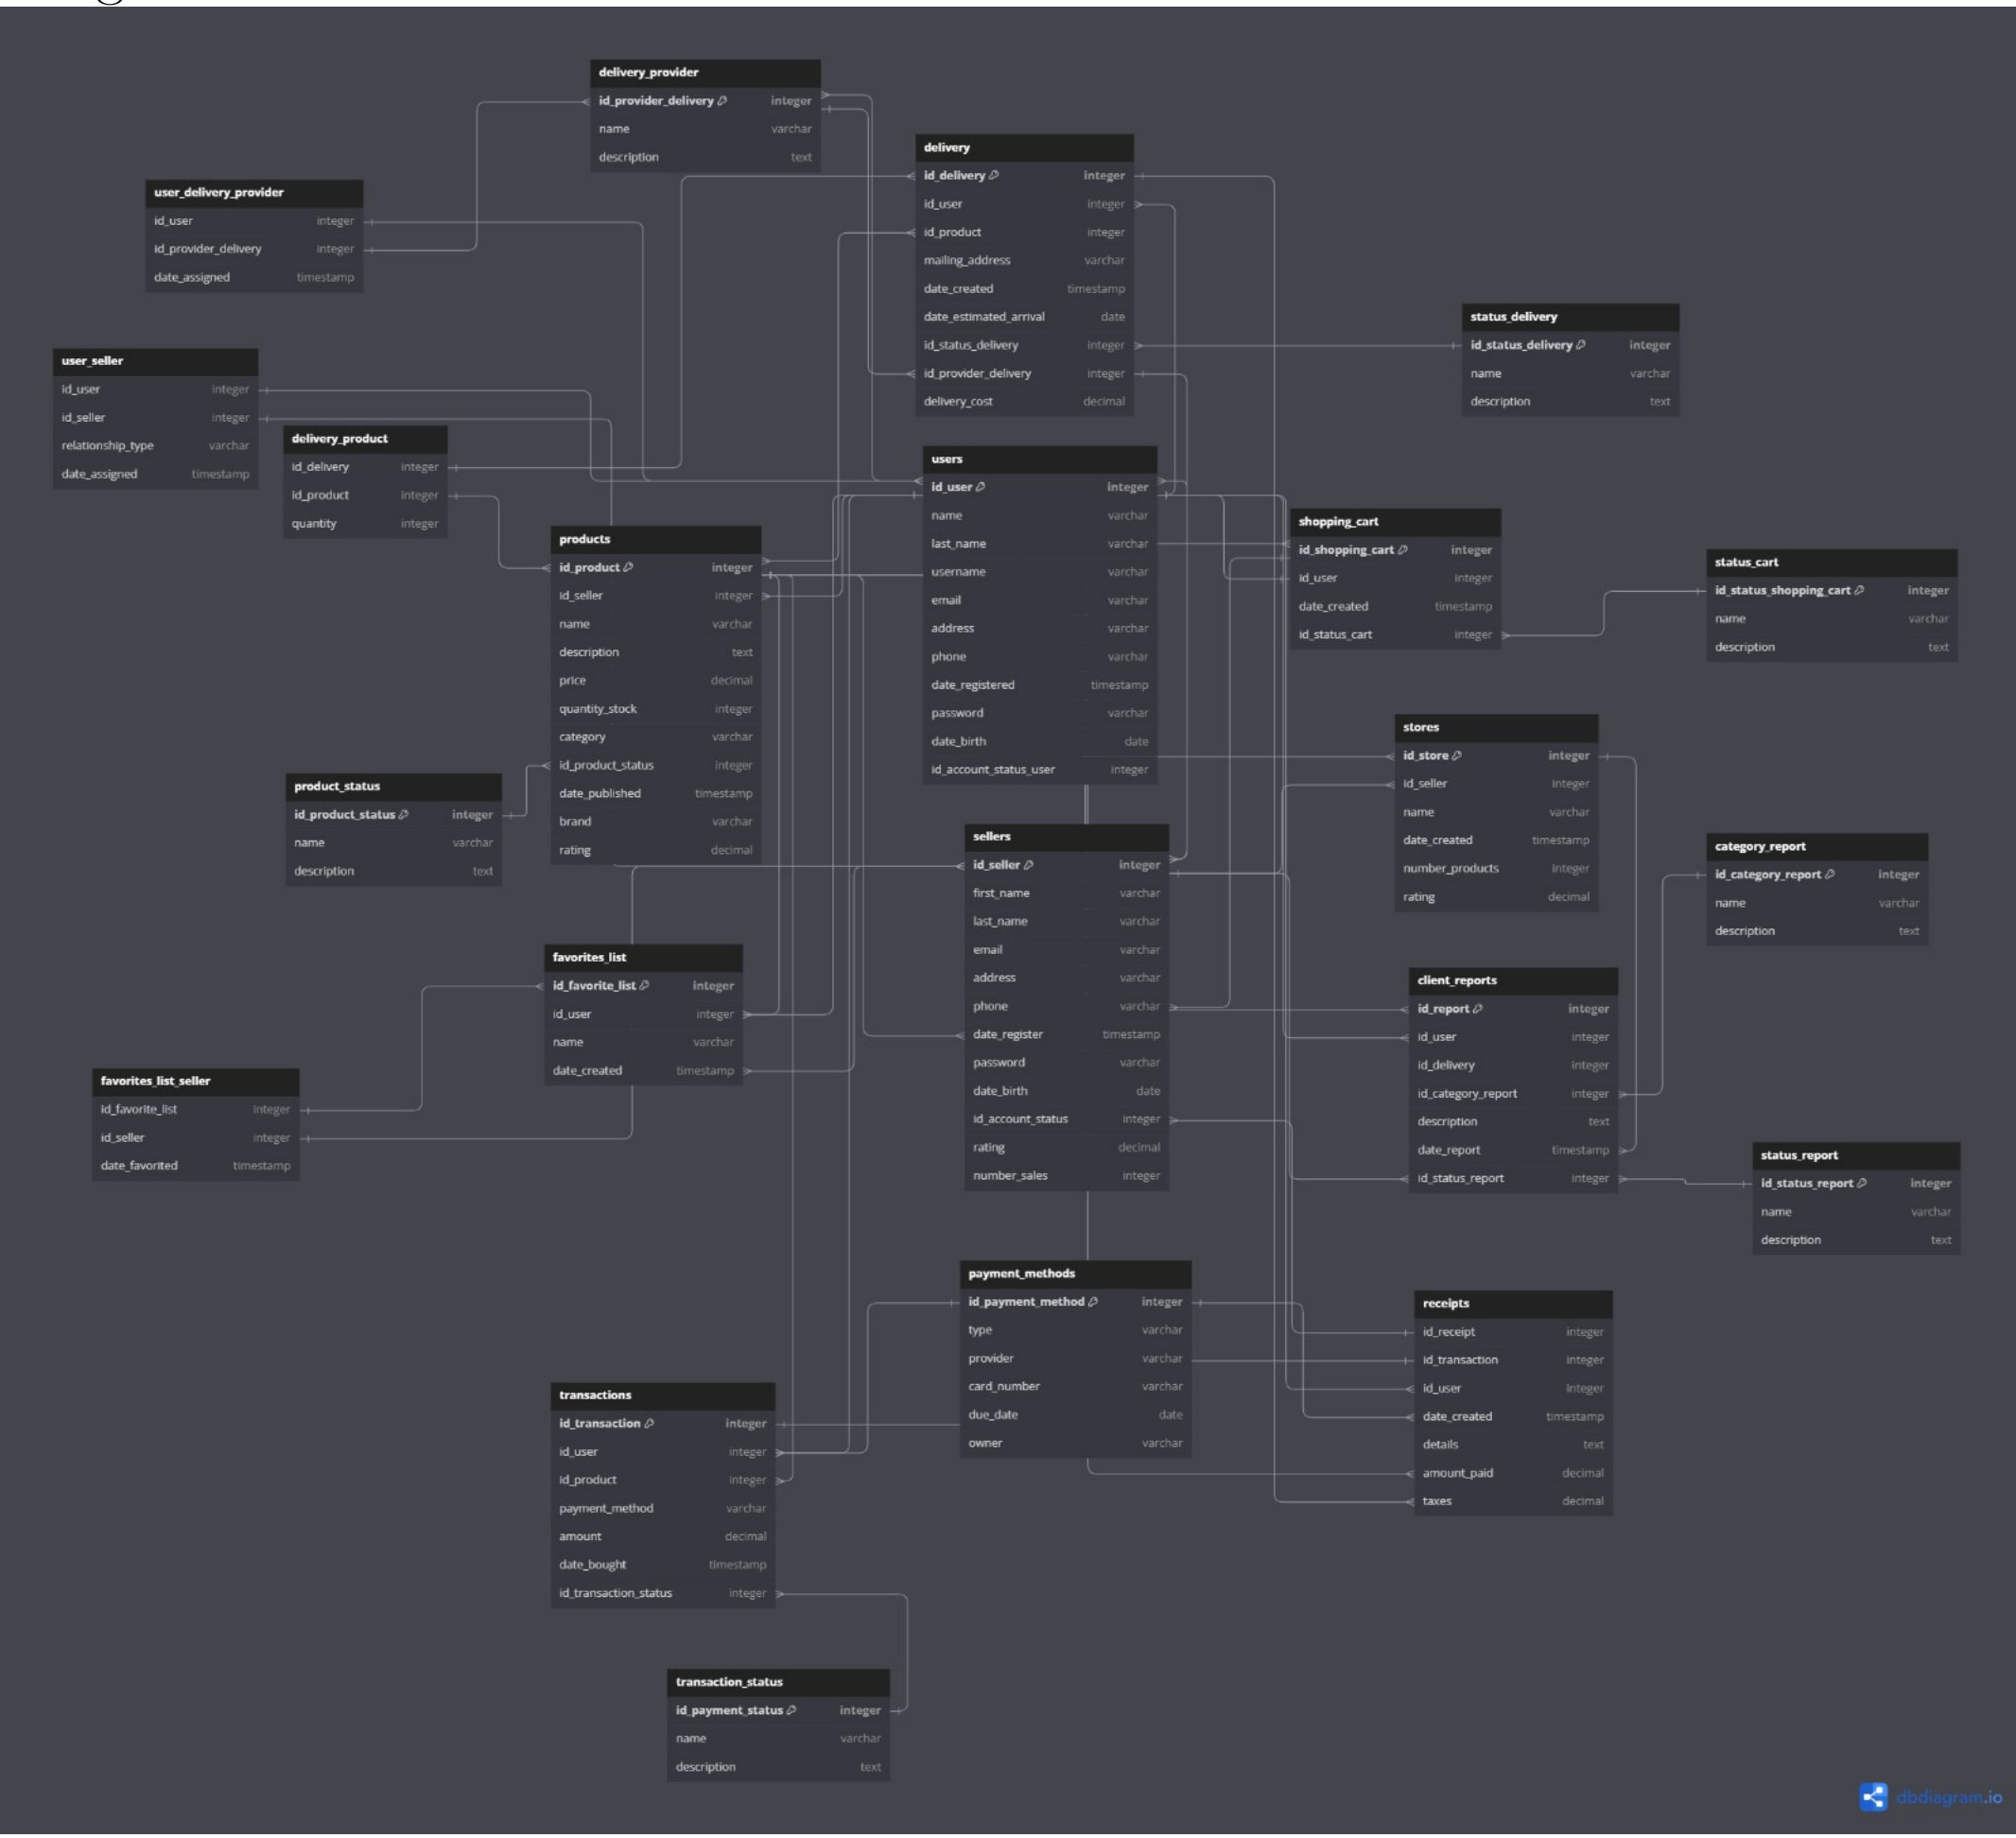 delivery_provider
id_provider_delivery integer
name varchar
description text
delivery
id_delivery integer
id_user integer
id_product integer
mailing_address varchar
date_created timestamp
date_estimated_arrival date
id_status_delivery integer
id_provider_delivery integer
delivery_cost decimal
user_delivery_provider
id_user integer
id_provider_delivery integer
date_assigned timestamp
status_delivery
id_status_delivery integer
name varchar
description text
user_seller
id_user integer
id_seller integer
relationship_type varchar
date_assigned timestamp
delivery_product
id_delivery integer
id_product integer
quantity integer
users
id_user integer
name varchar
last_name varchar
username varchar
email varchar
address varchar
phone varchar
date_registered timestamp
password varchar
date_birth date
id_account_status_user integer
products
id_product integer
id_seller integer
name varchar
description text
price decimal
quantity_stock integer
category varchar
id_product_status integer
date_published timestamp
brand varchar
rating decimal
shopping_cart
id_shopping_cart integer
id_user integer
date_created timestamp
id_status_cart integer
status_cart
id_status_shopping_cart integer
name varchar
description text
stores
id_store integer
id_seller integer
name varchar
date_created timestamp
number_products integer
rating decimal
product_status
id_product_status integer
name varchar
description text
sellers
id_seller integer
first_name varchar
last_name varchar
email varchar
address varchar
phone varchar
date_register timestamp
password varchar
date_birth date
id_account_status integer
rating decimal
number_sales integer
category_report
id_category_report integer
name varchar
description text
favorites_list
id_favorite_list integer
id_user integer
name varchar
date_created timestamp
client_reports
id_report integer
id_user integer
id_delivery integer
id_category_report integer
description text
date_report timestamp
id_status_report integer
favorites_list_seller
id_favorite_list integer
id_seller integer
date_favorited timestamp
status_report
id_status_report integer
name varchar
description text
payment_methods
id_payment_method integer
type varchar
provider varchar
card_number varchar
due_date date
owner varchar
receipts
id_receipt integer
id_transaction integer
id_user integer
date_created timestamp
details text
amount_paid decimal
taxes decimal
transactions
id_transaction integer
id_user integer
id_product integer
payment_method varchar
amount decimal
date_bought timestamp
id_transaction_status integer
transaction_status
id_payment_status integer
name varchar
description text
dbdiagram.io